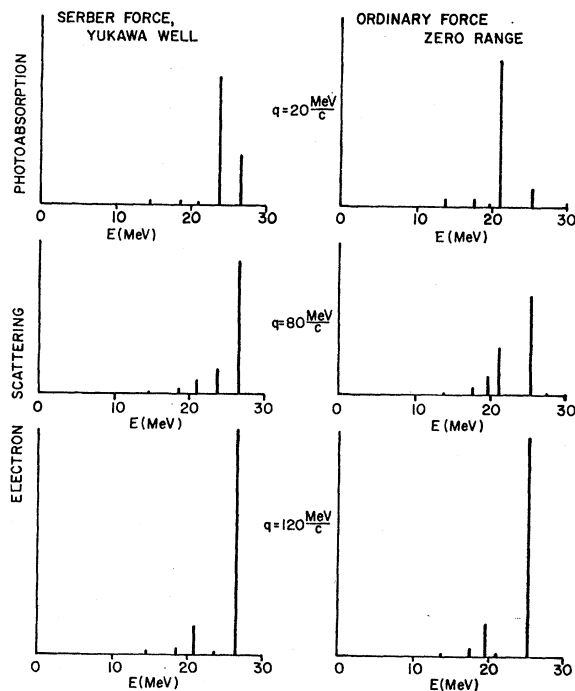 SERBER FORCE,
YUKAWA WELL
ORDINARY FORCE
ZERO RANGE
PHOTOABSORPTION
q=20 MeV/c
0 10 20 30
E(MeV)
0 10 20 30
E(MeV)
SCATTERING
q=80 MeV/c
0 10 20 30
E(MeV)
0 10 20 30
E(MeV)
ELECTRON
q=120 MeV/c
0 10 20 30
E(MeV)
0 10 20 30
E(MeV)